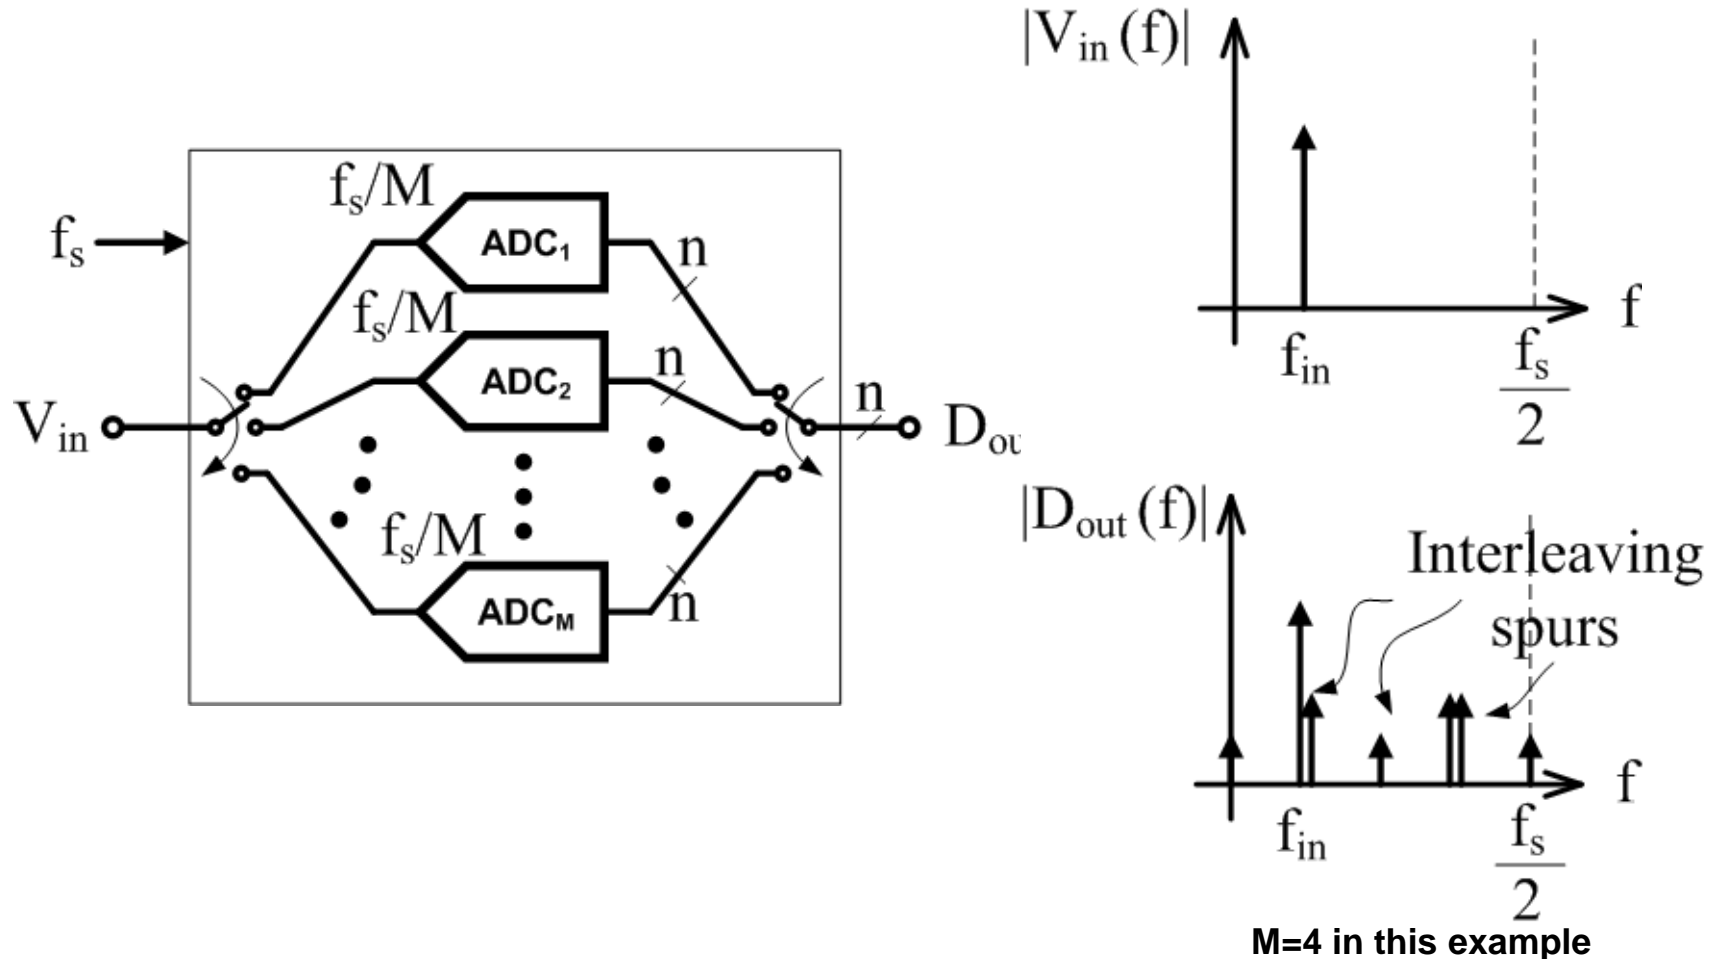 fs
Vin
fs/M
ADC1
n
fs/M
ADC2
n
fs/M
ADCM
n
n
Dou
|Vin (f)|
f
fin
fs
2
|Dout (f)|
Interleaving
spurs
f
fin
fs
2
M=4 in this example